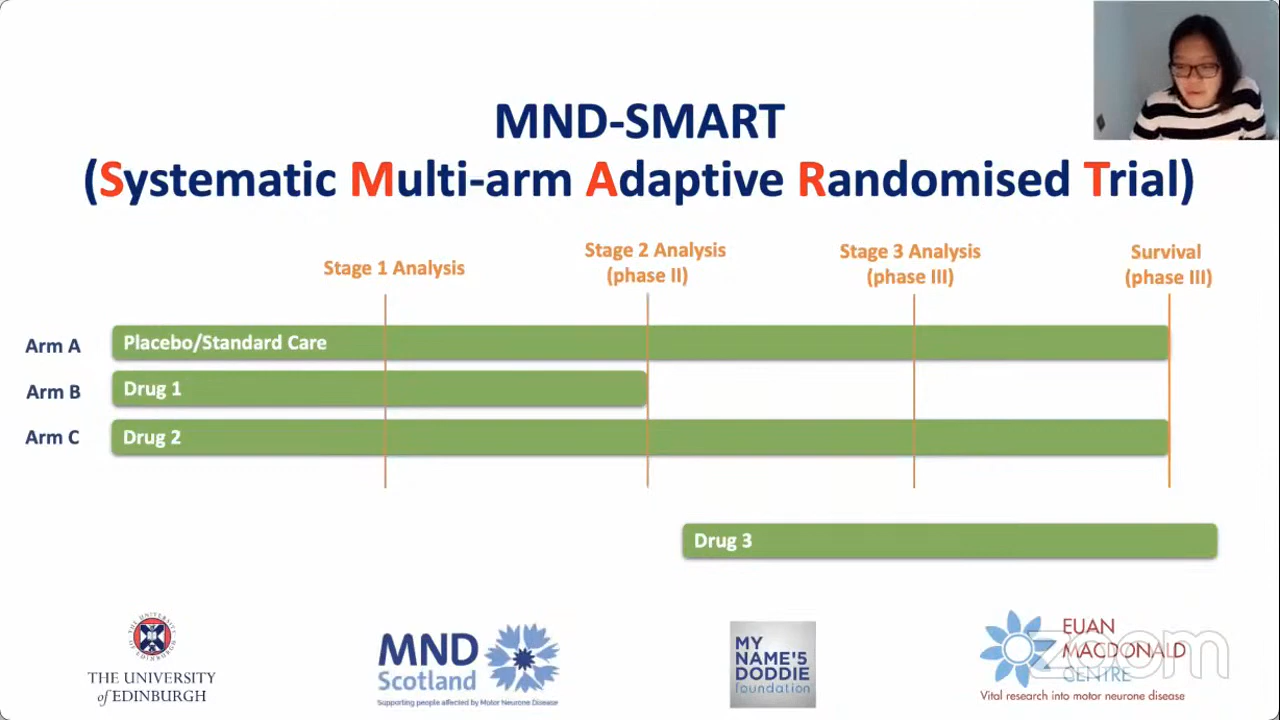 MND-SMART
(Systematic Multi-arm Adaptive Randomised Trial)
Stage 1 Analysis
Stage 2 Analysis
(phase II)
Stage 3 Analysis
(phase III)
Survival
(phase III)
Arm A
Placebo/Standard Care
Arm B
Drug 1
Arm C
Drug 2
Drug 3
THE UNIVERSITY
of EDINBURGH
MND
Scotland
Supporting people affected by Motor Neurone Disease
MY
NAME'5
DODDIE
foundation
EUAN
MACDONALD
CENTRE
Vital research into motor neurone disease
zoom